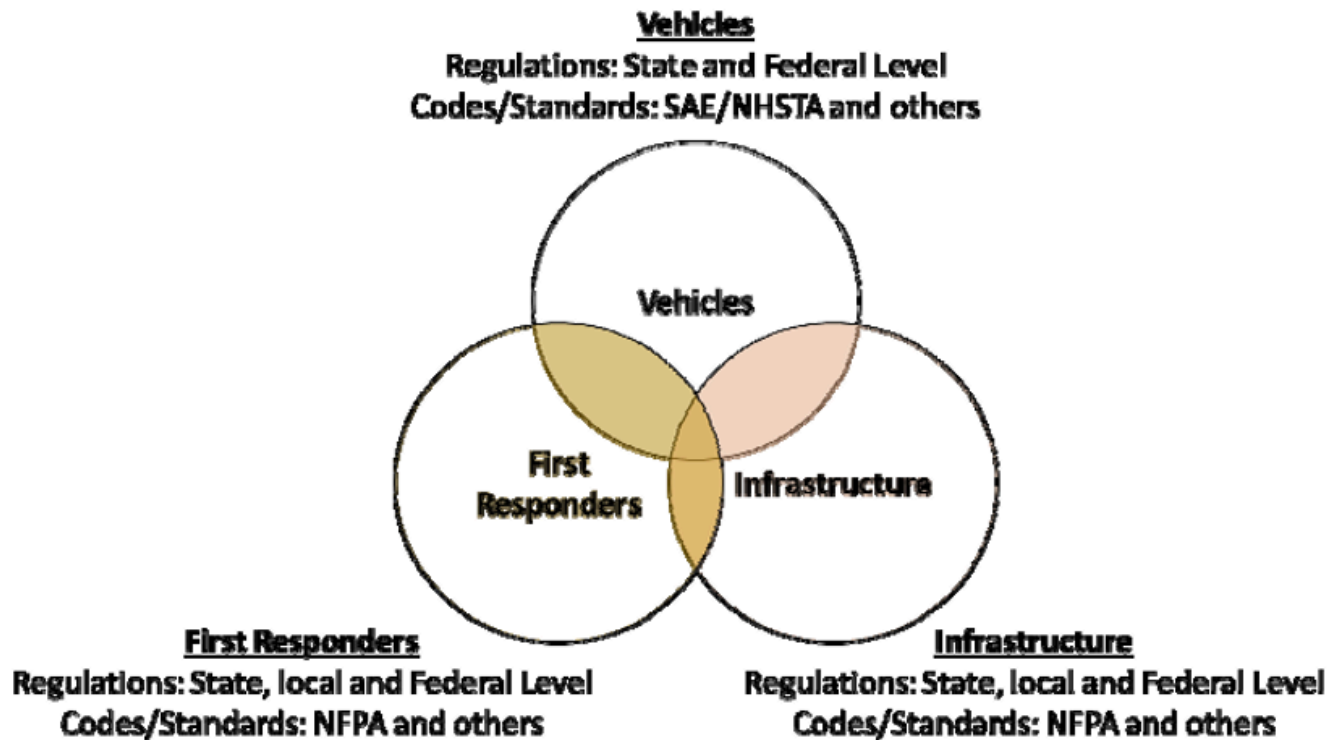 Vehicles
Regulations: State and Federal Level
Codes/Standards: SAE/NHSTA and others
Vehicles
First
Responders
Infrastructure
First Responders
Regulations: State, local and Federal Level
Codes/Standards: NFPA and others
Infrastructure
Regulations: State, local and Federal Level
Codes/Standards: NFPA and others